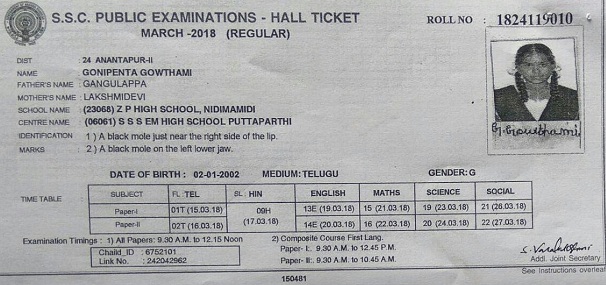 S.S.C. PUBLIC EXAMINATIONS - HALL TICKET
MARCH -2018 (REGULAR)
ROLL NO : 1824119010
DIST : 24 ANANTAPUR-II
NAME : GONIPENTA GOWTHAMI
FATHER'S NAME : GANGULAPPA
MOTHER'S NAME : LAKSHMIDEVI
SCHOOL NAME : (23068) Z P HIGH SCHOOL, NIDIMAMIDI
CENTRE NAME : (06061) S S S EM HIGH SCHOOL PUTTAPARTHI
IDENTIFICATION 1 ) A black mole just near the right side of the lip.
MARKS : 2 ) A black mole on the left lower jaw.
G. Gowthami
DATE OF BIRTH : 02-01-2002 MEDIUM: TELUGU GENDER: G
TIME TABLE
SUBJECT FL TEL SL HIN ENGLISH MATHS SCIENCE SOCIAL
Paper-I 01T (15.03.18) 09H (17.03.18) 13E (19.03.18) 15 (21.03.18) 19 (23.03.18) 21 (26.03.18)
Paper-II 02T (16.03.18) 14E (20.03.18) 16 (22.03.18) 20 (24.03.18) 22 (27.03.18)
Examination Timings : 1) All Papers: 9.30 A.M. to 12.15 Noon
2) Composite Course First Lang.
Chalid_ID : 6752101
Paper- I:. 9.30 A.M. to 12.45 P.M.
Link No. : 242042962
Paper- II:. 9.30 A.M. to 10.45 A.M.
Addl. Joint Secretary
See Instructions overleaf
150481